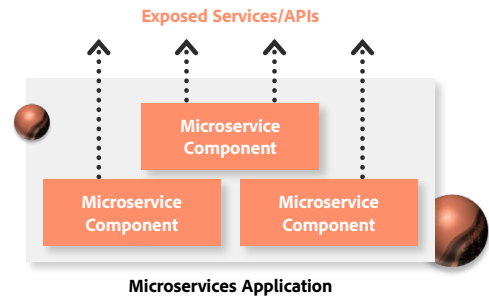 Exposed Services/APIs
Microservice
Component
Microservice
Component
Microservice
Component
Microservices Application